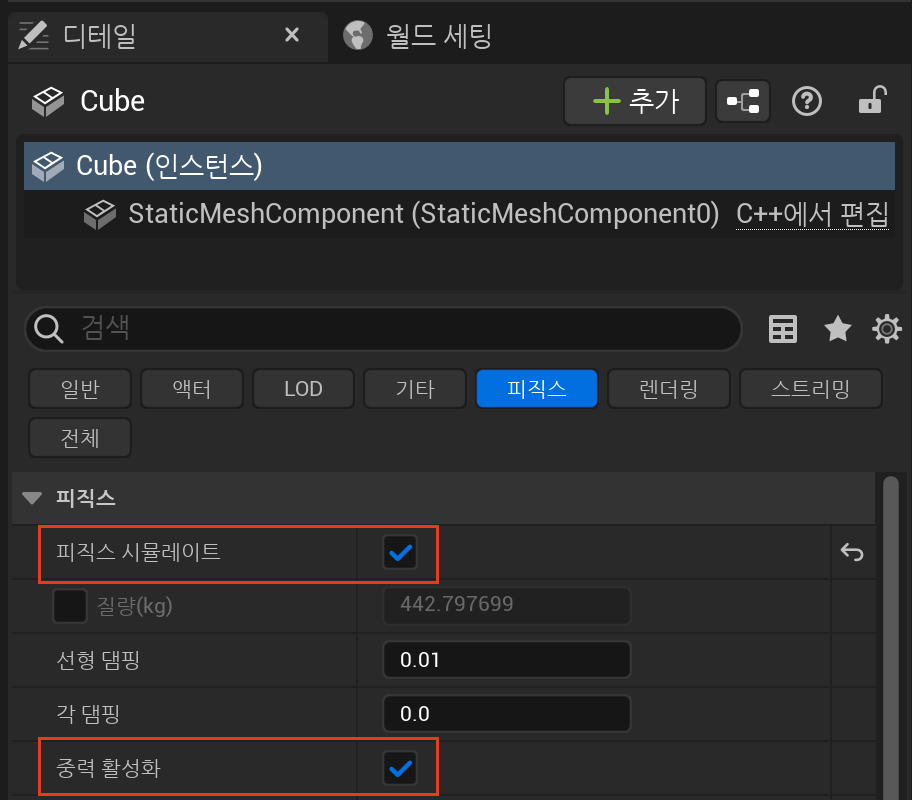 디테일 × 월드 세팅
Cube + 추가
Cube (인스턴스)
StaticMeshComponent (StaticMeshComponent0) C++에서 편집
검색
일반 액터 LOD 기타 피직스 렌더링 스트리밍
전체
피직스
피직스 시뮬레이트
질량(kg) 442.797699
선형 댐핑 0.01
각 댐핑 0.0
중력 활성화